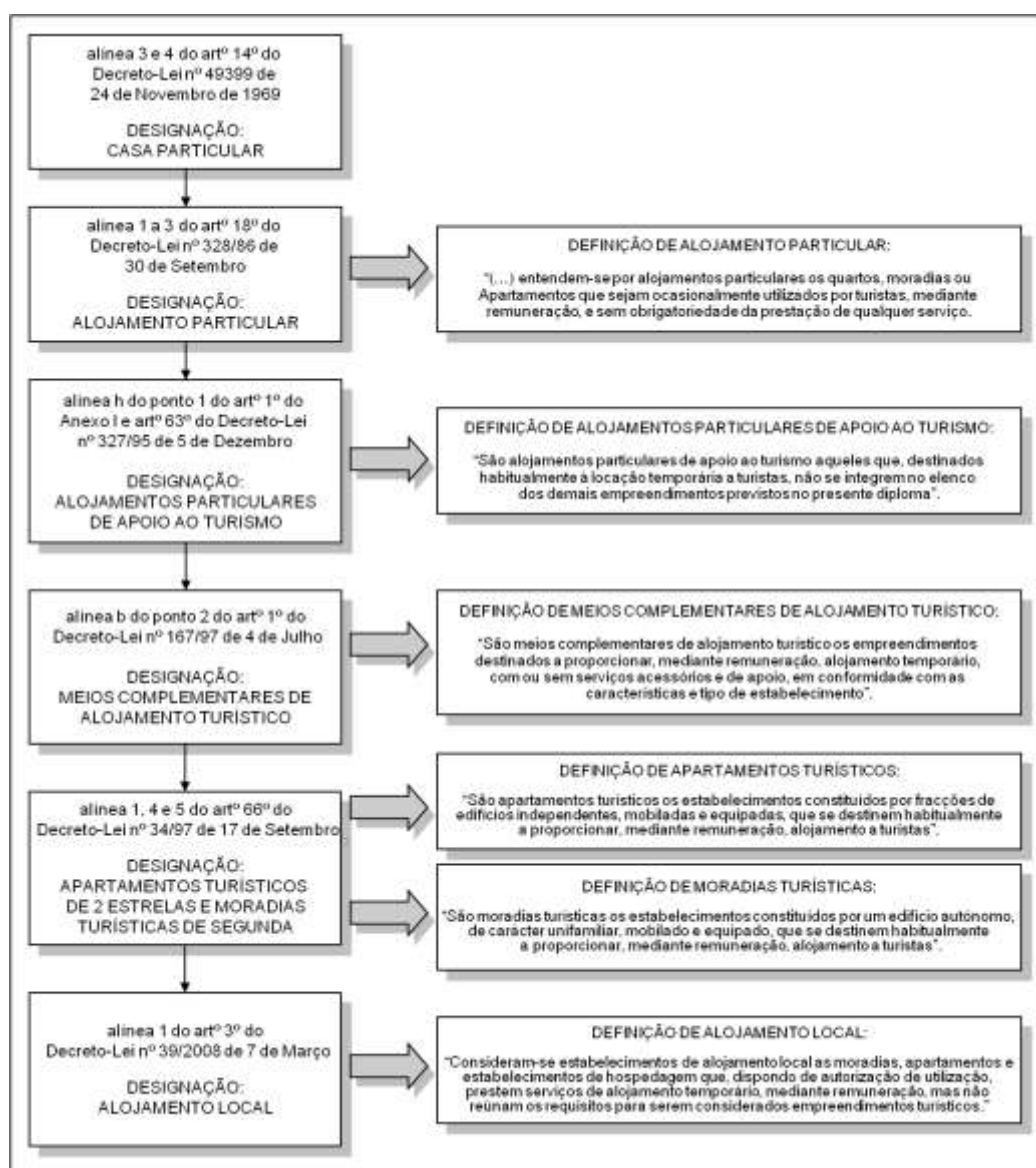 alinea 3 e 4 do artº 14º do
Decreto-Lei nº 49399 de
24 de Novembro de 1969
DESIGNAÇÃO:
CASA PARTICULAR
alinea 1 a 3 do artº 18º do
Decreto-Lei nº 328/86 de
30 de Setembro
DESIGNAÇÃO:
ALOJAMENTO PARTICULAR
DEFINIÇÃO DE ALOJAMENTO PARTICULAR:
“(...) entendem-se por alojamentos particulares os quartos, moradias ou
Apartamentos que sejam ocasionalmente utilizados por turistas, mediante
remuneração, e sem obrigatoriedade da prestação de qualquer serviço.
alinea h do ponto 1 do artº 1º do
Anexo I e artº 63º do Decreto-Lei
nº 327/95 de 5 de Dezembro
DESIGNAÇÃO:
ALOJAMENTOS PARTICULARES
DE APOIO AO TURISMO
DEFINIÇÃO DE ALOJAMENTOS PARTICULARES DE APOIO AO TURISMO:
“São alojamentos particulares de apoio ao turismo aqueles que, destinados
habitualmente à locação temporária a turistas, não se integrem no elenco
dos demais empreendimentos previstos no presente diploma”.
alinea b do ponto 2 do artº 1º do
Decreto-Lei nº 167/97 de 4 de Julho
DESIGNAÇÃO:
MEIOS COMPLEMENTARES DE
ALOJAMENTO TURÍSTICO
DEFINIÇÃO DE MEIOS COMPLEMENTARES DE ALOJAMENTO TURÍSTICO:
“São meios complementares de alojamento turístico os empreendimentos
destinados a proporcionar, mediante remuneração, alojamento temporário,
com ou sem serviços acessórios e de apoio, em conformidade com as
características e tipo de estabelecimento”.
alinea 1, 4 e 5 do artº 66º do
Decreto-Lei nº 34/97 de 17 de Setembro
DESIGNAÇÃO:
APARTAMENTOS TURÍSTICOS
DE 2 ESTRELAS E MORADIAS
TURÍSTICAS DE SEGUNDA
DEFINIÇÃO DE APARTAMENTOS TURÍSTICOS:
“São apartamentos turísticos os estabelecimentos constituídos por fracções de
edifícios independentes, mobiladas e equipadas, que se destinem habitualmente
a proporcionar, mediante remuneração, alojamento a turistas”.
DEFINIÇÃO DE MORADIAS TURÍSTICAS:
“São moradias turísticas os estabelecimentos constituídos por um edifício autónomo,
de carácter unifamiliar, mobilado e equipado, que se destinem habitualmente
a proporcionar, mediante remuneração, alojamento a turistas”.
alinea 1 do artº 3º do
Decreto-Lei nº 39/2008 de 7 de Março
DESIGNAÇÃO:
ALOJAMENTO LOCAL
DEFINIÇÃO DE ALOJAMENTO LOCAL:
“Consideram-se estabelecimentos de alojamento local as moradias, apartamentos e
estabelecimentos de hospedagem que, dispondo de autorização de utilização,
prestem serviços de alojamento temporário, mediante remuneração, mas não
reúnam os requisitos para serem considerados empreendimentos turísticos.”